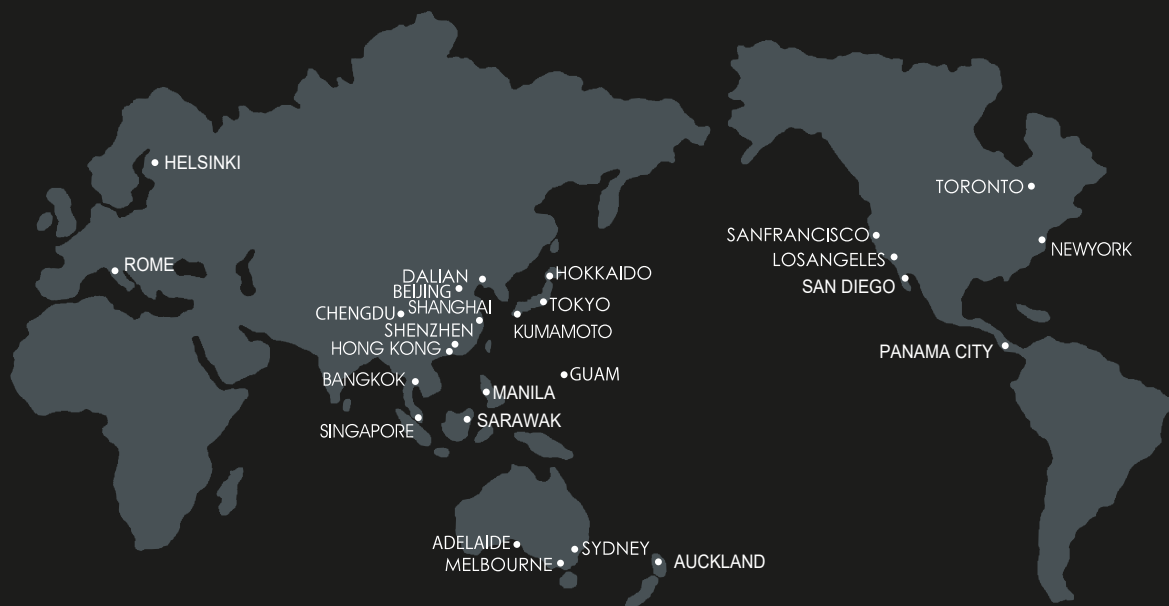 HELSINKI
TORONTO
SANFRANCISCO
NEWYORK
LOSANGELES
ROME
HOKKAIDO
DALIAN
SAN DIEGO
BEIJING
SHANGHAI
TOKYO
CHENGDU
SHENZHEN
KUMAMOTO
HONG KONG
PANAMA CITY
GUAM
BANGKOK
MANILA
SARAWAK
SINGAPORE
ADELAIDE
SYDNEY
MELBOURNE
AUCKLAND